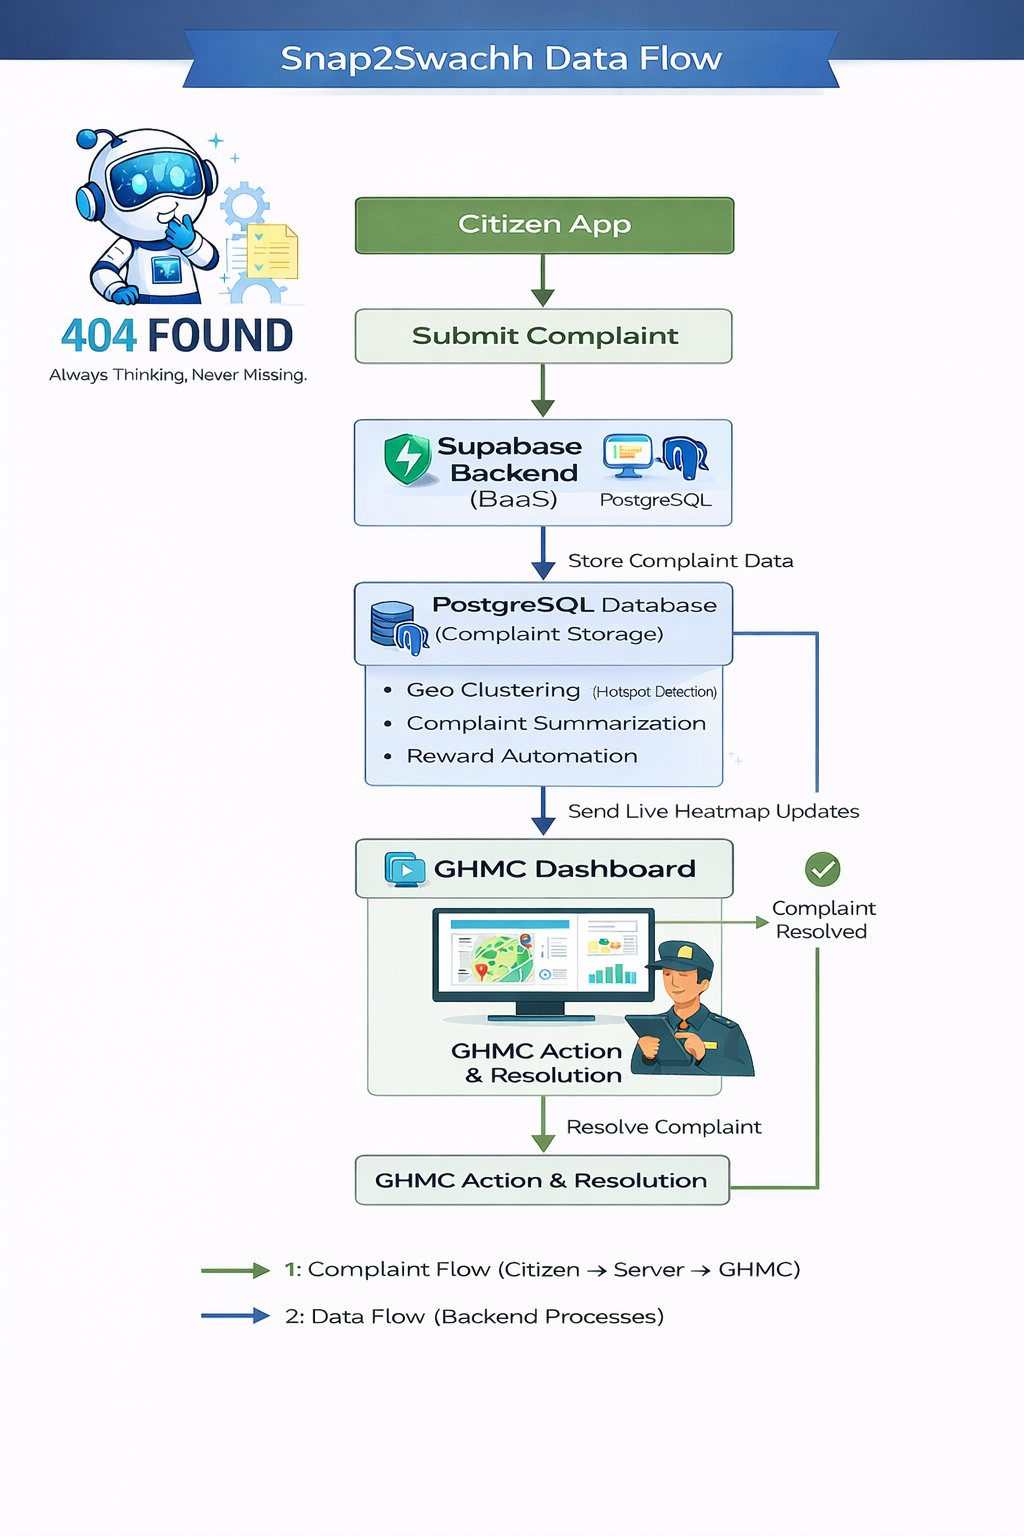 Snap2Swachh Data Flow
404 FOUND
Always Thinking, Never Missing.
Citizen App
Submit Complaint
Supabase
Backend
(BaaS)
PostgreSQL
Store Complaint Data
PostgreSQL Database
(Complaint Storage)
• Geo Clustering (Hotspot Detection)
• Complaint Summarization
• Reward Automation
Send Live Heatmap Updates
GHMC Dashboard
Complaint
Resolved
GHMC Action
& Resolution
Resolve Complaint
GHMC Action & Resolution
1: Complaint Flow (Citizen → Server → GHMC)
2: Data Flow (Backend Processes)